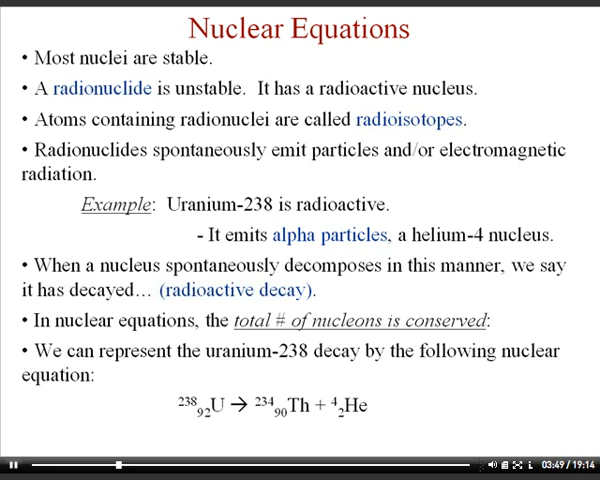 Nuclear Equations
• Most nuclei are stable.
• A radionuclide is unstable.  It has a radioactive nucleus.
• Atoms containing radionuclei are called radioisotopes.
• Radionuclides spontaneously emit particles and/or electromagnetic
radiation.
Example:  Uranium-238 is radioactive.
- It emits alpha particles, a helium-4 nucleus.
• When a nucleus spontaneously decomposes in this manner, we say
it has decayed… (radioactive decay).
• In nuclear equations, the total # of nucleons is conserved:
• We can represent the uranium-238 decay by the following nuclear
equation:
²³⁸₉₂U → ²³⁴₉₀Th + ⁴₂He
03:49 / 19:14